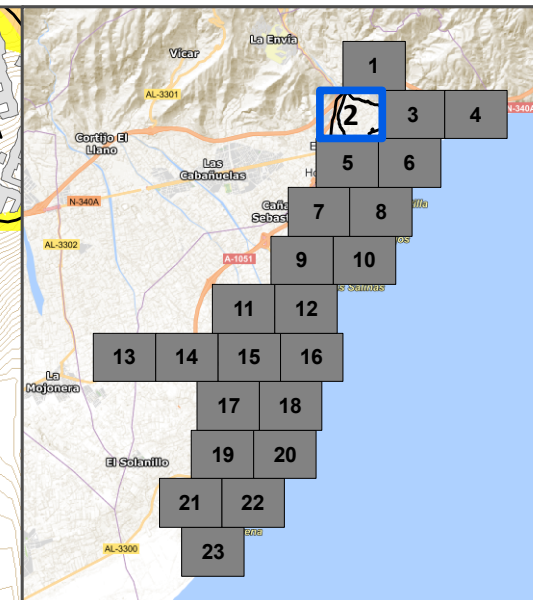 La Envía
Vícar
1
AL-3301
2
3
4
N-340A
Cortijo El
Llano
Las
Cabañuelas
5
6
N-340A
7
8
AL-3302
A-1051
9
10
s Salinas
11
12
13
14
15
16
La
Mojonera
17
18
El Solanillo
19
20
21
22
AL-3300
23